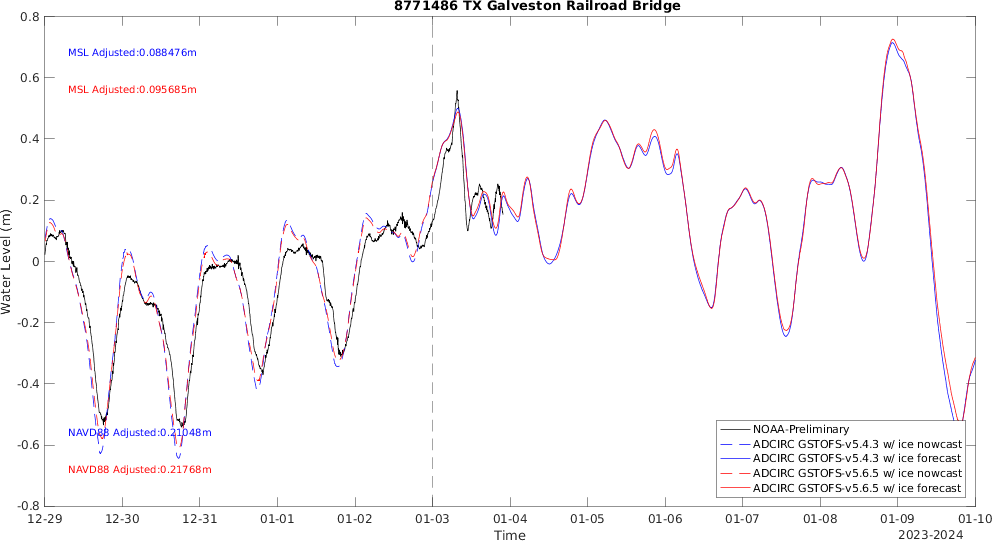 8771486 TX Galveston Railroad Bridge
0.8
0.6
0.4
0.2
0
-0.2
-0.4
-0.6
-0.8
Water Level (m)
MSL Adjusted:0.088476m
MSL Adjusted:0.095685m
NAVD88 Adjusted:0.21048m
NAVD88 Adjusted:0.21768m
NOAA-Preliminary
ADCIRC GSTOFS-v5.4.3 w/ ice nowcast
ADCIRC GSTOFS-v5.4.3 w/ ice forecast
ADCIRC GSTOFS-v5.6.5 w/ ice nowcast
ADCIRC GSTOFS-v5.6.5 w/ ice forecast
12-29 12-30 12-31 01-01 01-02 01-03 01-04 01-05 01-06 01-07 01-08 01-09 01-10
Time
2023-2024